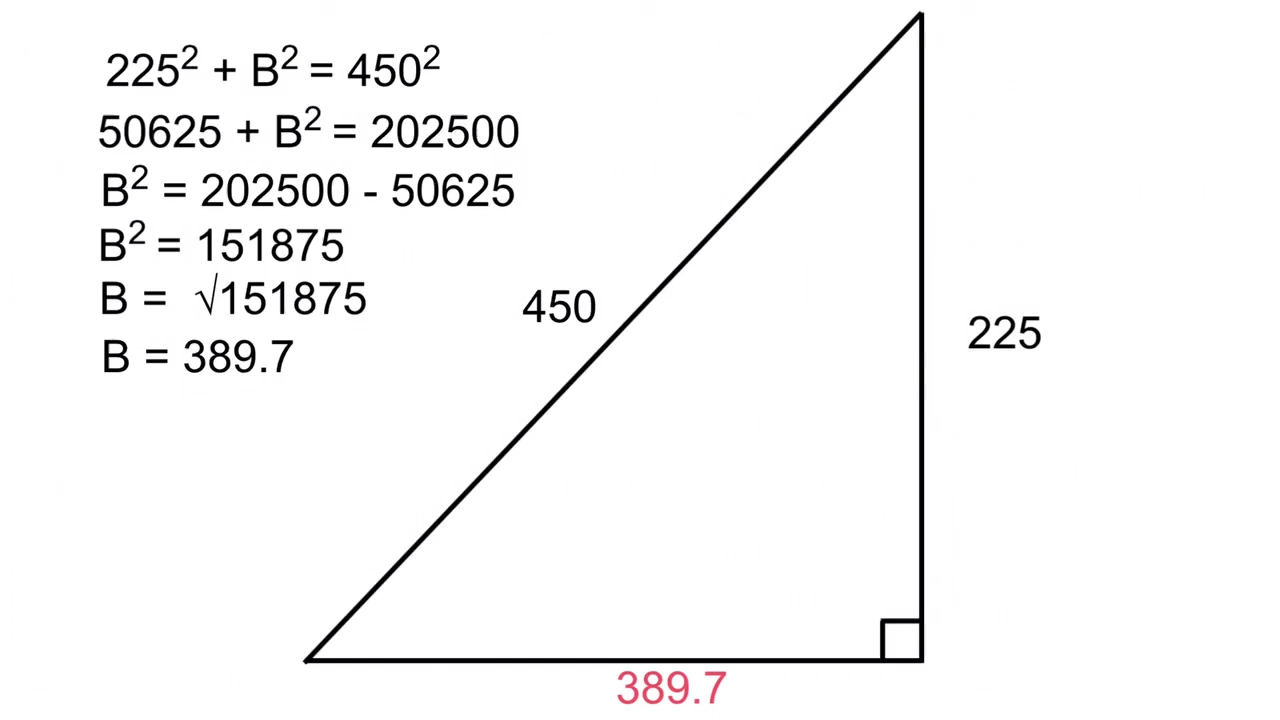 225² + B² = 450²
50625 + B² = 202500
B² = 202500 - 50625
B² = 151875
B = √151875
B = 389.7
450
225
389.7